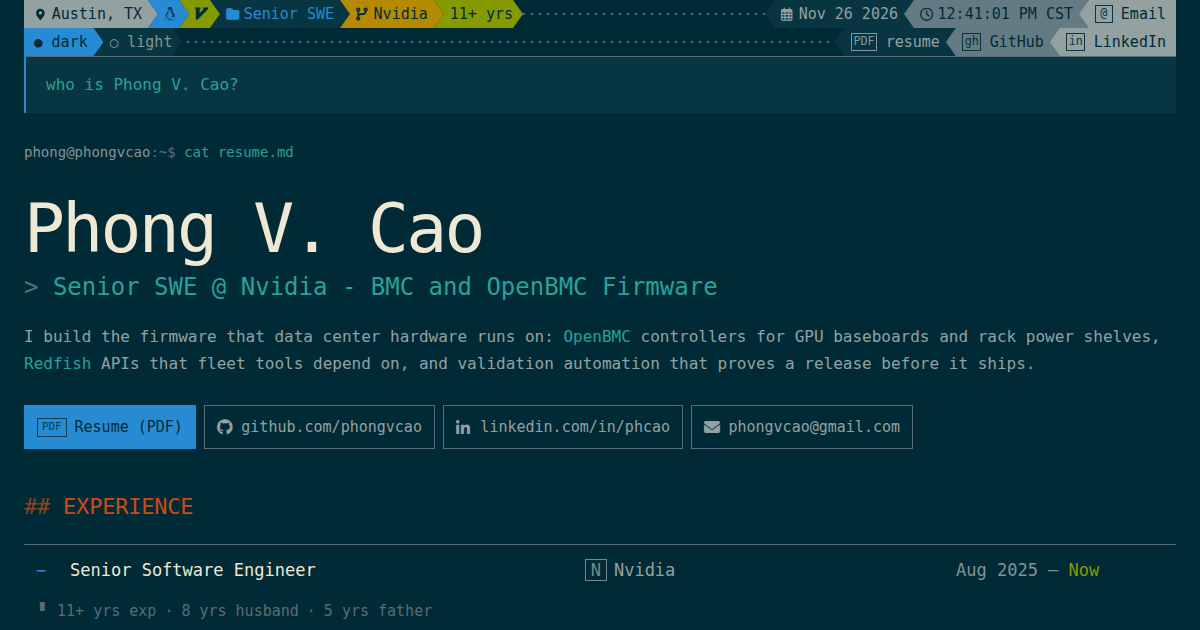 Austin, TX Senior SWE Nvidia 11+ yrs Nov 26 2026 12:41:01 PM CST @ Email
● dark ○ light PDF resume gh GitHub in LinkedIn
who is Phong V. Cao?
phong@phongvcao:~$ cat resume.md
Phong V. Cao
> Senior SWE @ Nvidia - BMC and OpenBMC Firmware
I build the firmware that data center hardware runs on: OpenBMC controllers for GPU baseboards and rack power shelves,
Redfish APIs that fleet tools depend on, and validation automation that proves a release before it ships.
PDF Resume (PDF) github.com/phongvcao linkedin.com/in/phcao phongvcao@gmail.com
## EXPERIENCE
— Senior Software Engineer N Nvidia Aug 2025 — Now
11+ yrs exp · 8 yrs husband · 5 yrs father